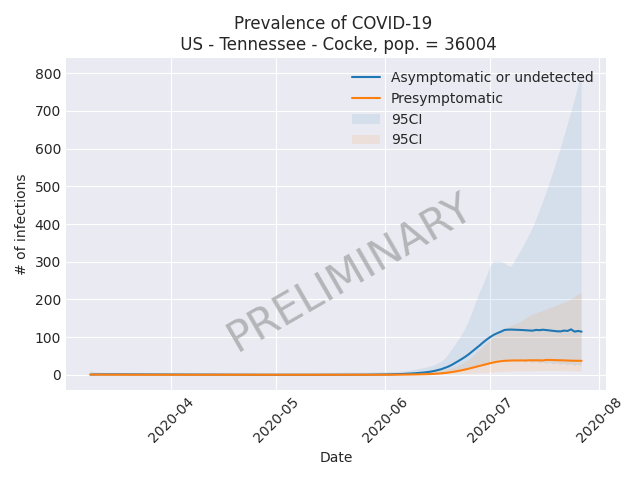 Prevalence of COVID-19
US - Tennessee - Cocke, pop. = 36004
800
700
600
500
400
300
200
100
0
# of infections
Asymptomatic or undetected
Presymptomatic
95CI
95CI
PRELIMINARY
2020-04
2020-05
2020-06
2020-07
2020-08
Date